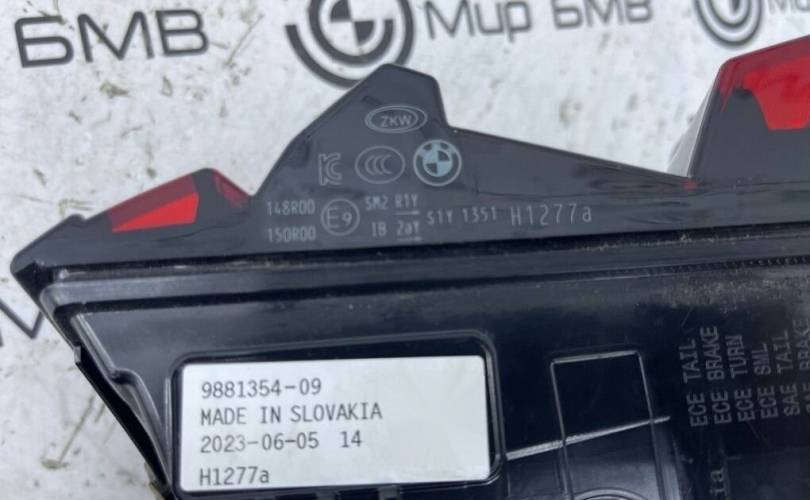 БМВ
Мир БМВ
ZKW
148R00 E9 SM2 R1Y S1Y 1351 H1277a
150R00 IB 2aY
9881354-09
MADE IN SLOVAKIA
2023-06-05 14
H1277a
ECE TAIL
ECE BRAKE
ECE TURN
ECE SML
SAE TAIL